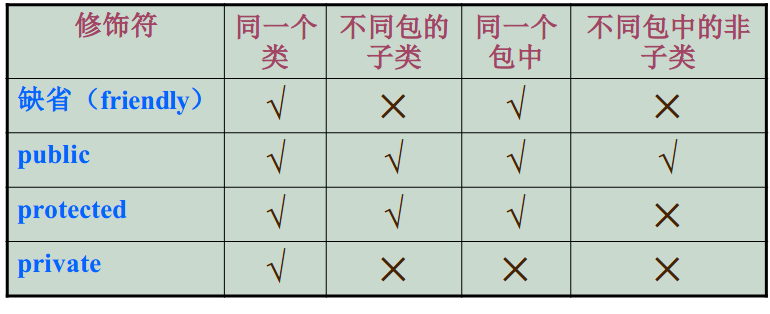 修饰符 同一个类 不同包的子类 同一个包中 不同包中的非子类
缺省（friendly） √ × √ ×
public √ √ √ √
protected √ √ √ ×
private √ × × ×